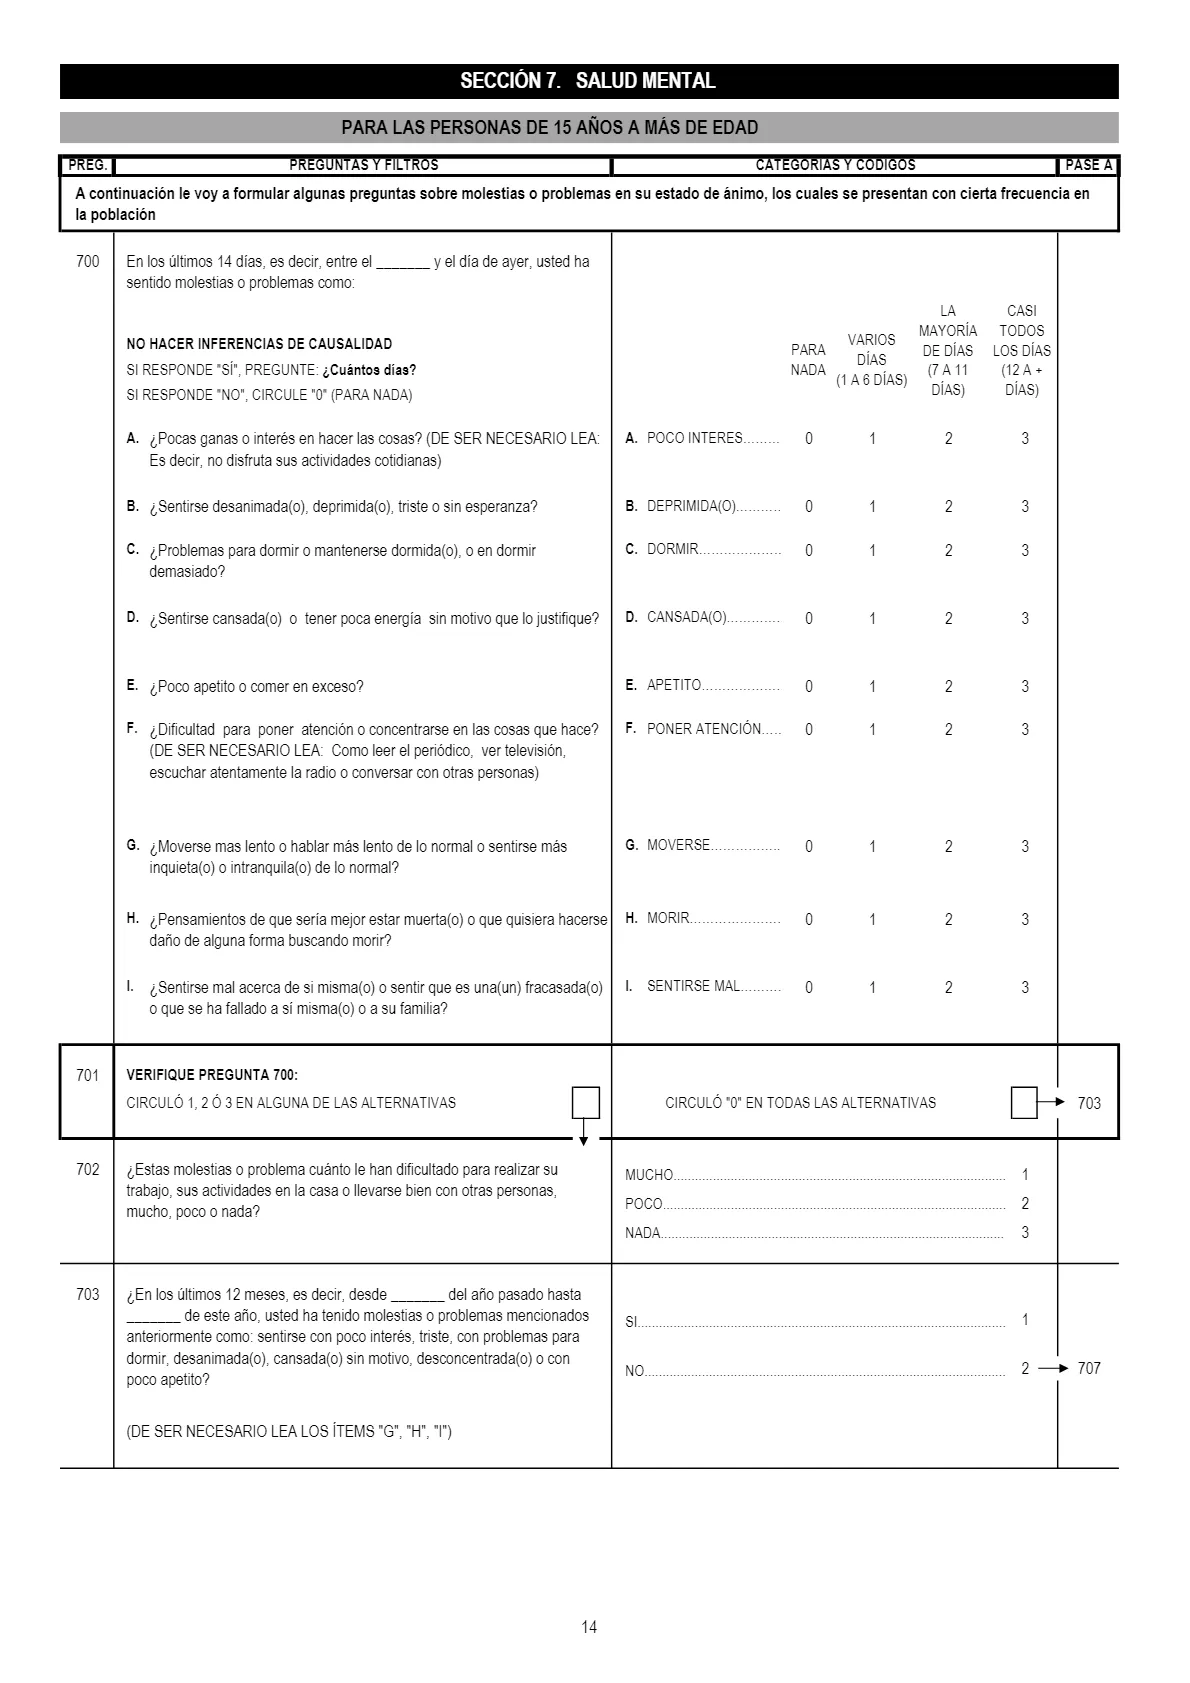 SECCIÓN 7.   SALUD MENTAL
PARA LAS PERSONAS DE 15 AÑOS A MÁS DE EDAD
PREG. PREGUNTAS Y FILTROS CATEGORÍAS Y CÓDIGOS PASE A
A continuación le voy a formular algunas preguntas sobre molestias o problemas en su estado de ánimo, los cuales se presentan con cierta frecuencia en
la población
700 En los últimos 14 días, es decir, entre el _______ y el día de ayer, usted ha
sentido molestias o problemas como:
NO HACER INFERENCIAS DE CAUSALIDAD
SI RESPONDE "SÍ", PREGUNTE: ¿Cuántos días?
SI RESPONDE "NO", CIRCULE "0" (PARA NADA)
PARA
NADA
VARIOS
DÍAS
(1 A 6 DÍAS)
LA
MAYORÍA
DE DÍAS
(7 A 11
DÍAS)
CASI
TODOS
LOS DÍAS
(12 A +
DÍAS)
A. ¿Pocas ganas o interés en hacer las cosas? (DE SER NECESARIO LEA: A. POCO INTERES......... 0 1 2 3
Es decir, no disfruta sus actividades cotidianas)
B. ¿Sentirse desanimada(o), deprimida(o), triste o sin esperanza? B. DEPRIMIDA(O)........... 0 1 2 3
C. ¿Problemas para dormir o mantenerse dormida(o), o en dormir C. DORMIR.................... 0 1 2 3
demasiado?
D. ¿Sentirse cansada(o)  o  tener poca energía  sin motivo que lo justifique? D. CANSADA(O)............. 0 1 2 3
E. ¿Poco apetito o comer en exceso? E. APETITO................... 0 1 2 3
F. ¿Dificultad  para  poner  atención o concentrarse en las cosas que hace? F. PONER ATENCIÓN..... 0 1 2 3
(DE SER NECESARIO LEA:  Como leer el periódico,  ver televisión,
escuchar atentamente la radio o conversar con otras personas)
G. ¿Moverse mas lento o hablar más lento de lo normal o sentirse más G. MOVERSE................. 0 1 2 3
inquieta(o) o intranquila(o) de lo normal?
H. ¿Pensamientos de que sería mejor estar muerta(o) o que quisiera hacerse H. MORIR...................... 0 1 2 3
daño de alguna forma buscando morir?
I. ¿Sentirse mal acerca de si misma(o) o sentir que es una(un) fracasada(o) I. SENTIRSE MAL.......... 0 1 2 3
o que se ha fallado a sí misma(o) o a su familia?
701 VERIFIQUE PREGUNTA 700:
CIRCULÓ 1, 2 Ó 3 EN ALGUNA DE LAS ALTERNATIVAS CIRCULÓ "0" EN TODAS LAS ALTERNATIVAS 703
702 ¿Estas molestias o problema cuánto le han dificultado para realizar su
trabajo, sus actividades en la casa o llevarse bien con otras personas,
mucho, poco o nada?
MUCHO............................................................................................. 1
POCO................................................................................................ 2
NADA................................................................................................ 3
703 ¿En los últimos 12 meses, es decir, desde _______ del año pasado hasta
_______ de este año, usted ha tenido molestias o problemas mencionados
anteriormente como: sentirse con poco interés, triste, con problemas para
dormir, desanimada(o), cansada(o) sin motivo, desconcentrada(o) o con
poco apetito?
SI....................................................................................................... 1
NO..................................................................................................... 2 707
(DE SER NECESARIO LEA LOS ÍTEMS "G", "H", "I")
14